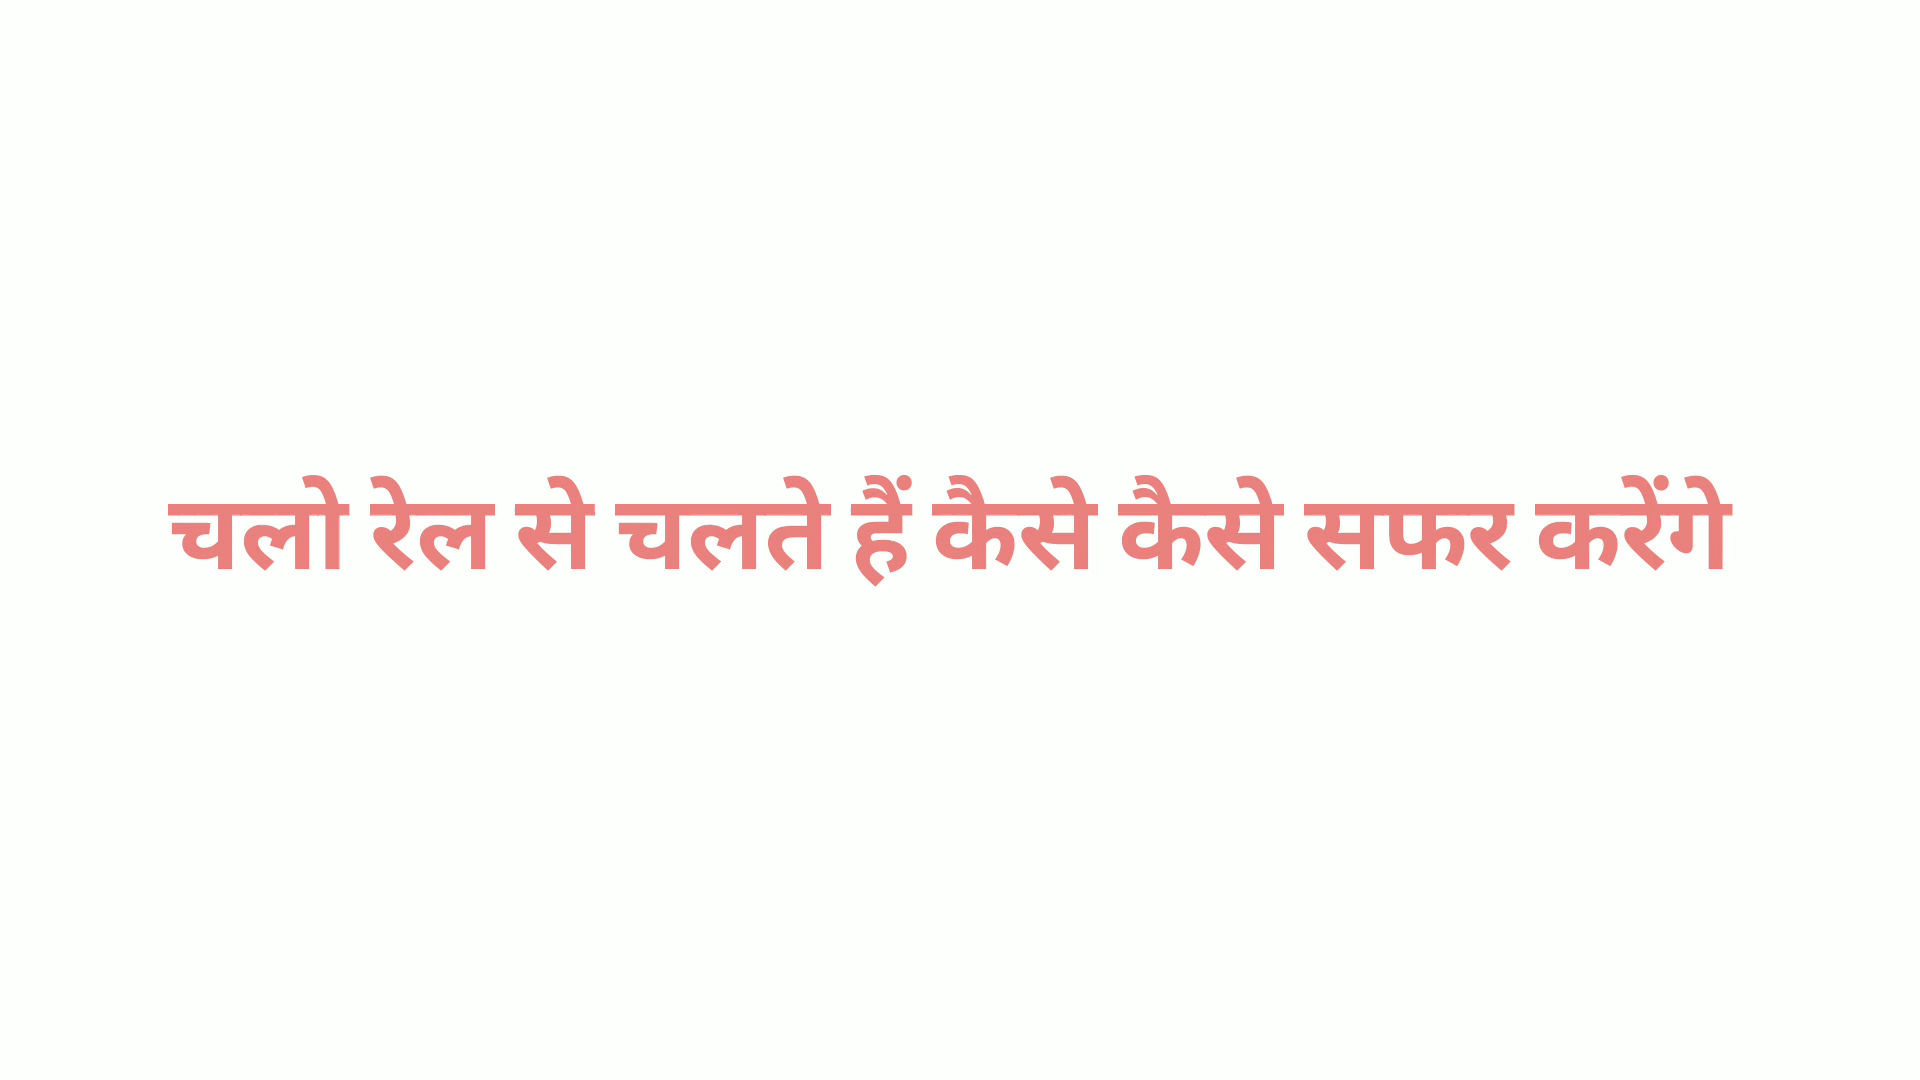 चलो रेल से चलते हैं कैसे कैसे सफर करेंगे